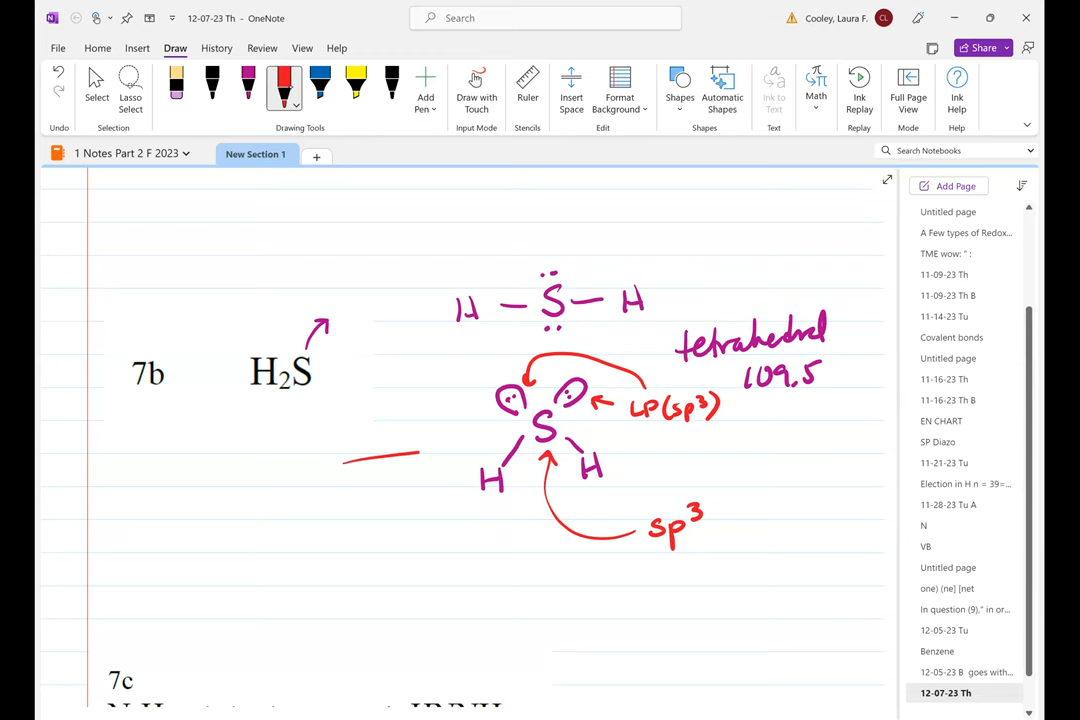 12-07-23 Th - OneNote
Search
Cooley, Laura F.
CL
File Home Insert Draw History Review View Help
Share
Undo
Select
Lasso Select
Selection
Drawing Tools
Add Pen
Draw with Touch
Input Mode
Ruler
Stencils
Insert Space
Format Background
Edit
Shapes
Automatic Shapes
Shapes
Ink to Text
Text
Math
Ink Replay
Replay
Full Page View
Mode
Ink Help
Help
1 Notes Part 2 F 2023
New Section 1
+
Search Notebooks
Add Page
Untitled page
A Few types of Redox...
TME wow: " :
11-09-23 Th
11-09-23 Th B
11-14-23 Tu
Covalent bonds
Untitled page
11-16-23 Th
11-16-23 Th B
EN CHART
SP Diazo
11-21-23 Tu
Election in H n = 39=...
11-28-23 Tu A
N
VB
Untitled page
one) (ne] [net
In question (9)," in or...
12-05-23 Tu
Benzene
12-05-23 B goes with...
12-07-23 Th
H — S — H
tetrahedral
109.5
7b H₂S
LP(sp³)
S
H H
sp³
7c